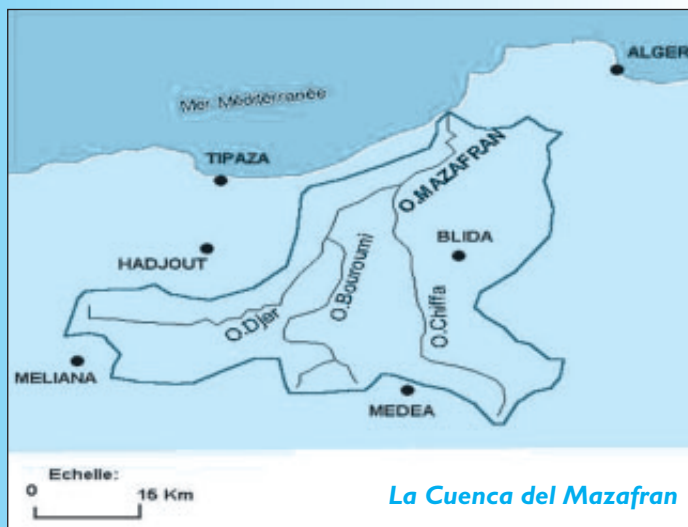 ALGER
Mer Méditérranée
TIPAZA
O.MAZAFRAN
BLIDA
HADJOUT
O.Bouroumi
O.Djer
O.Chiffa
MELIANA
MEDEA
Echelle:
0 15 Km
La Cuenca del Mazafran